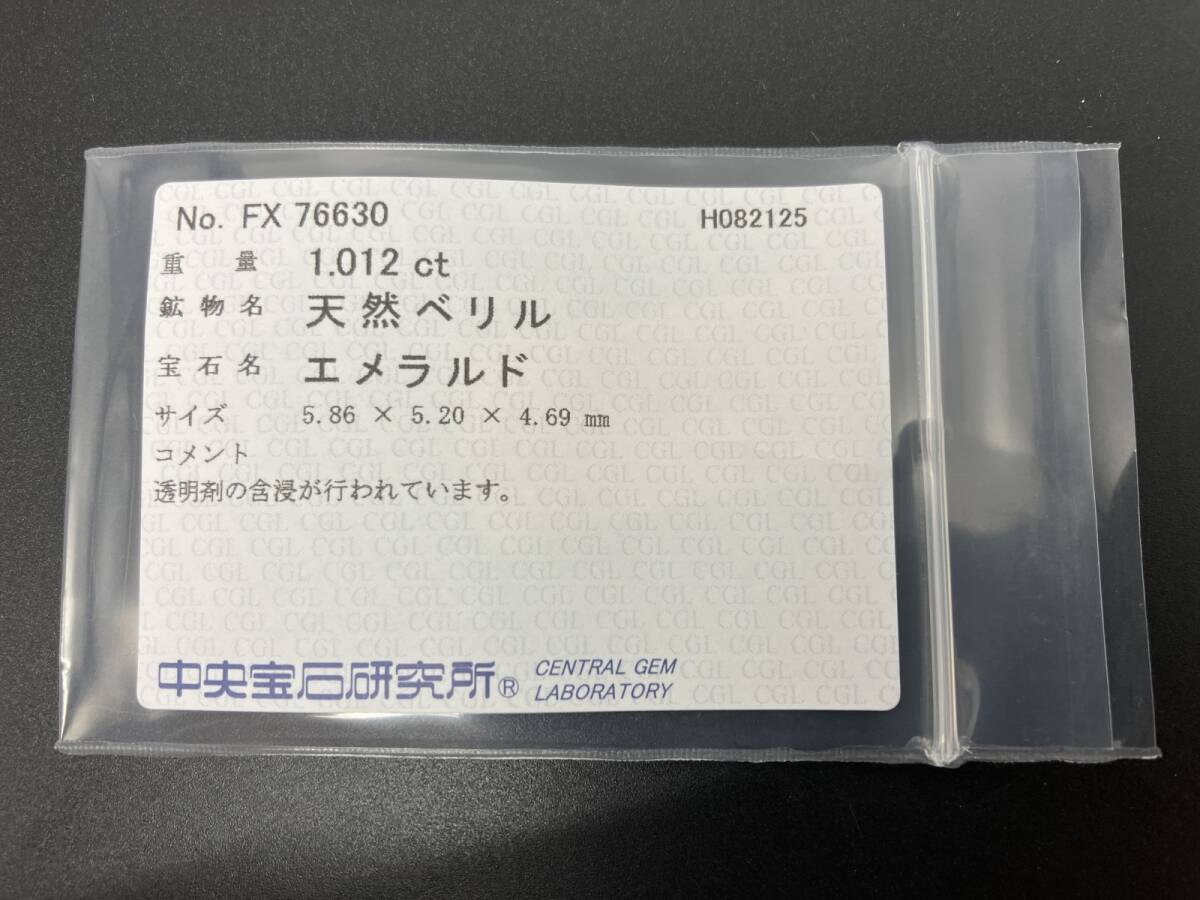 No. FX 76630 H082125
重量 1.012 ct
鉱物名 天然ベリル
宝石名 エメラルド
サイズ 5.86 × 5.20 × 4.69 mm
コメント
透明剤の含浸が行われています。
中央宝石研究所® CENTRAL GEM
LABORATORY